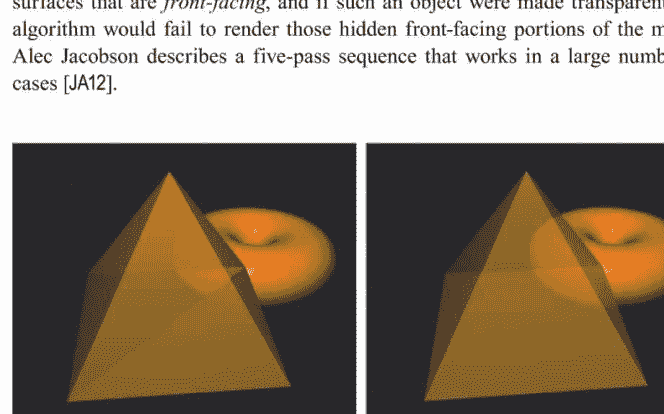 surfaces that are front-facing, and if such an object were made transparent
algorithm would fail to render those hidden front-facing portions of the m
Alec Jacobson describes a five-pass sequence that works in a large numb
cases [JA12].